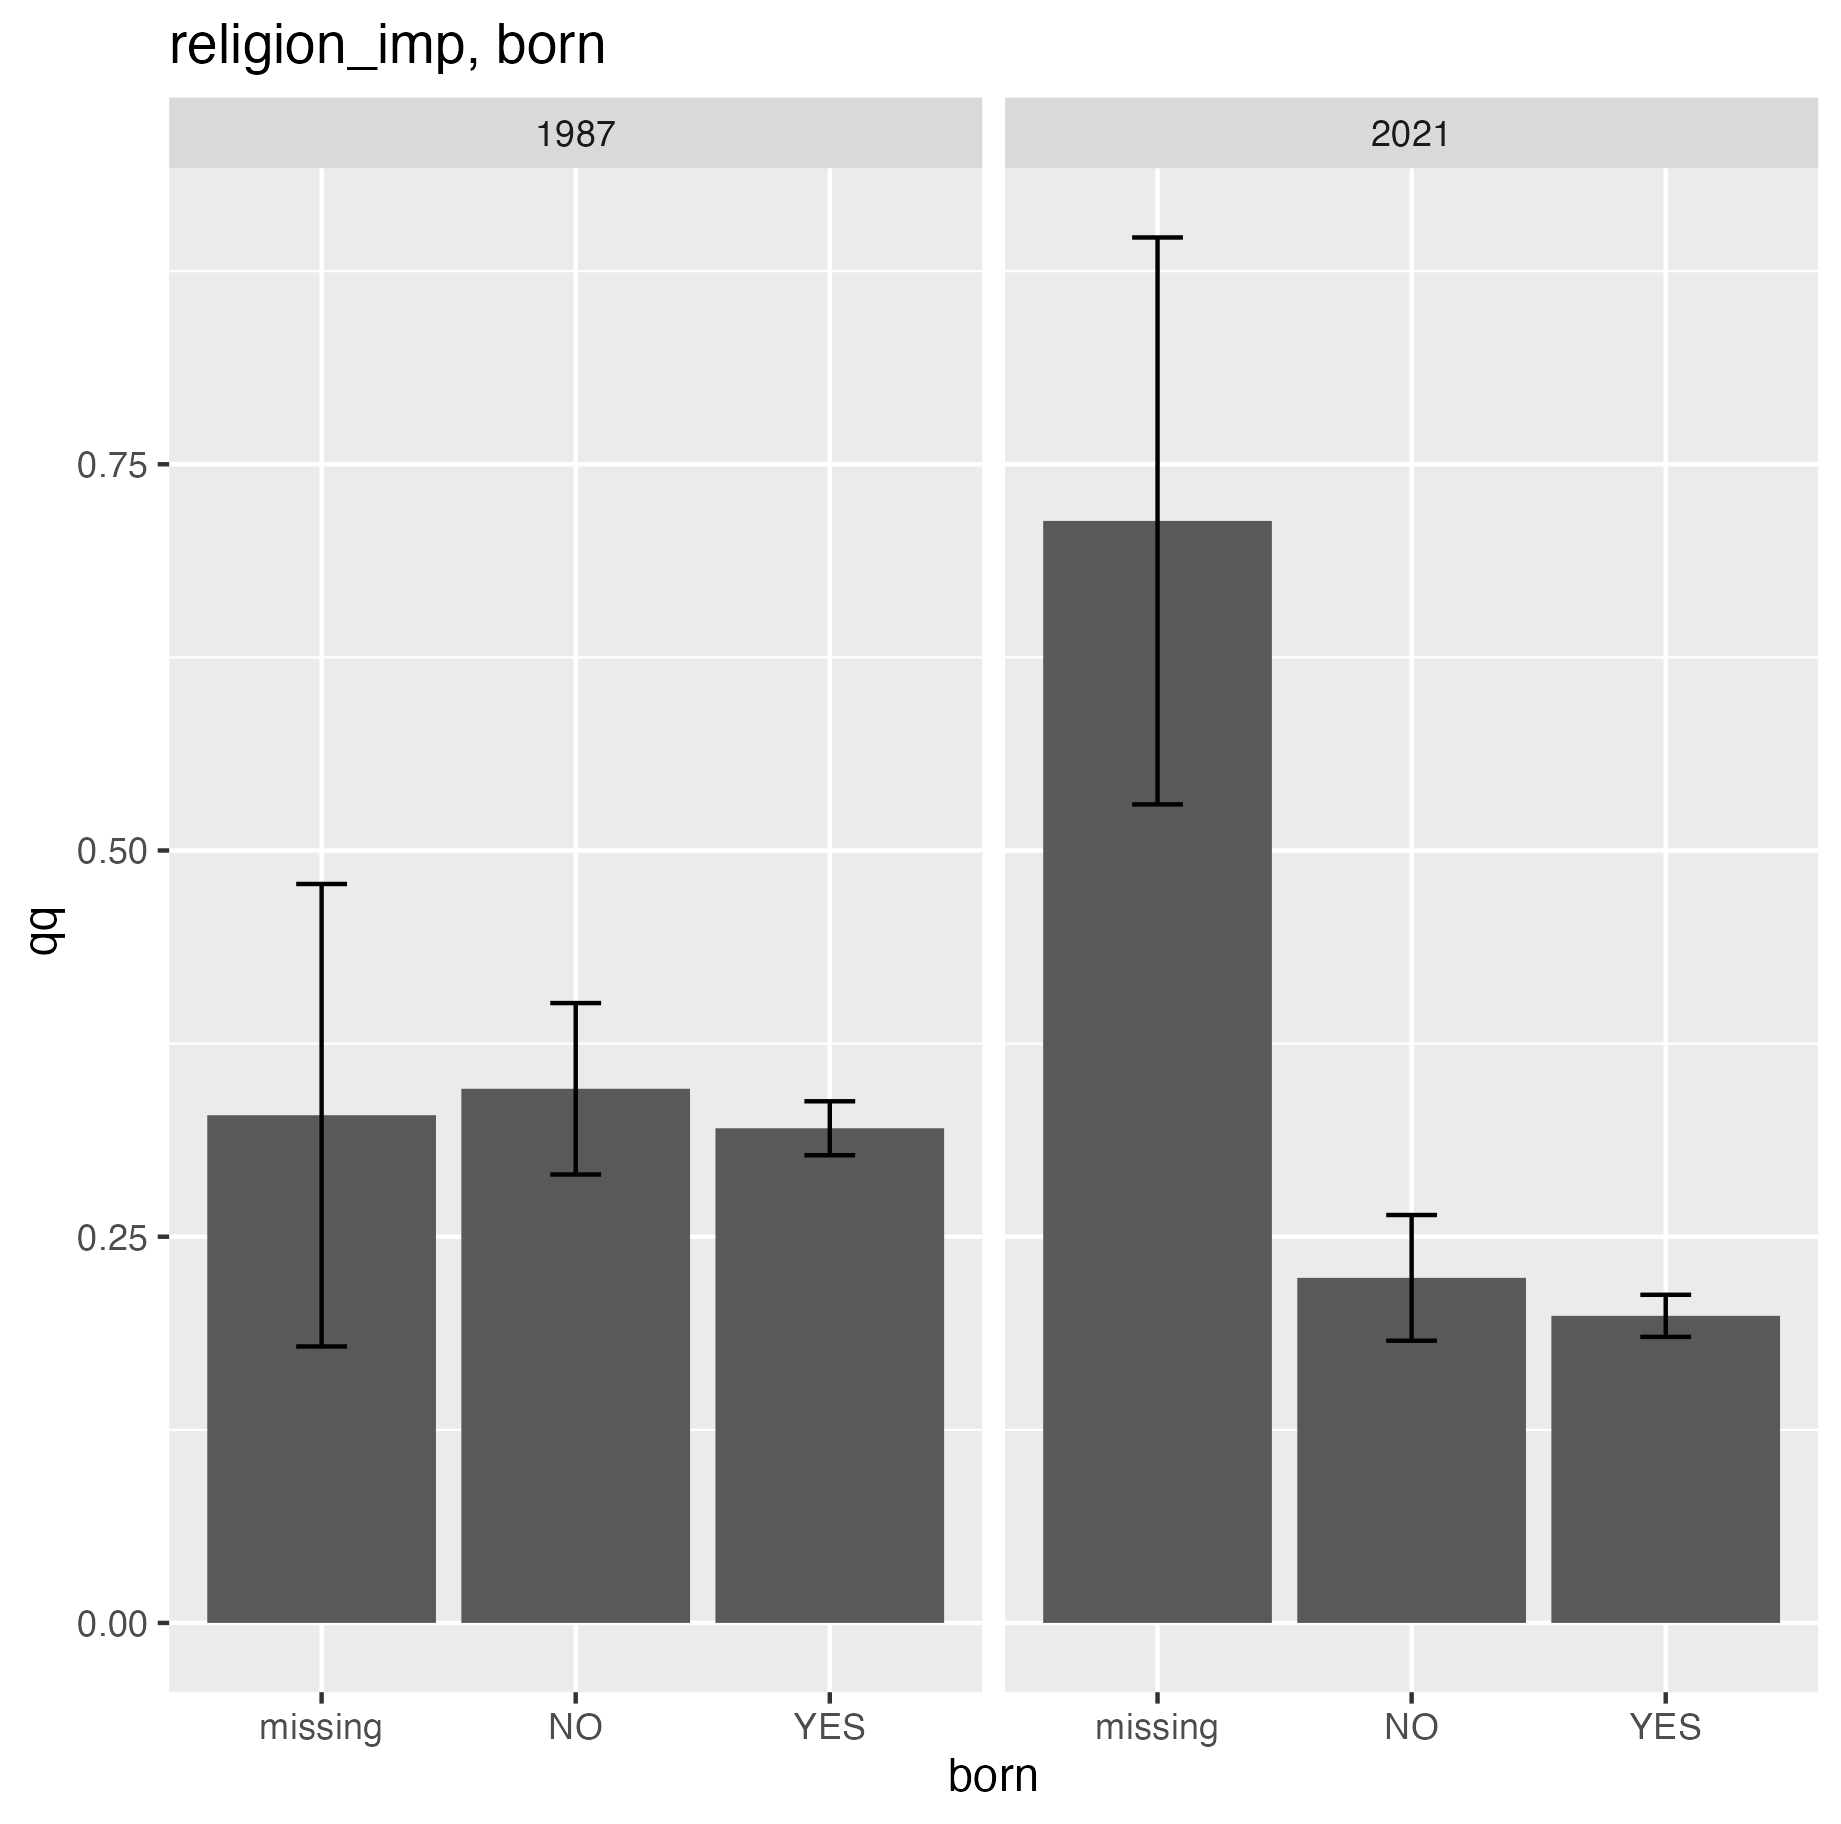 religion_imp, born
1987 2021
0.75
0.50
0.25
0.00
qq
missing NO YES missing NO YES
born